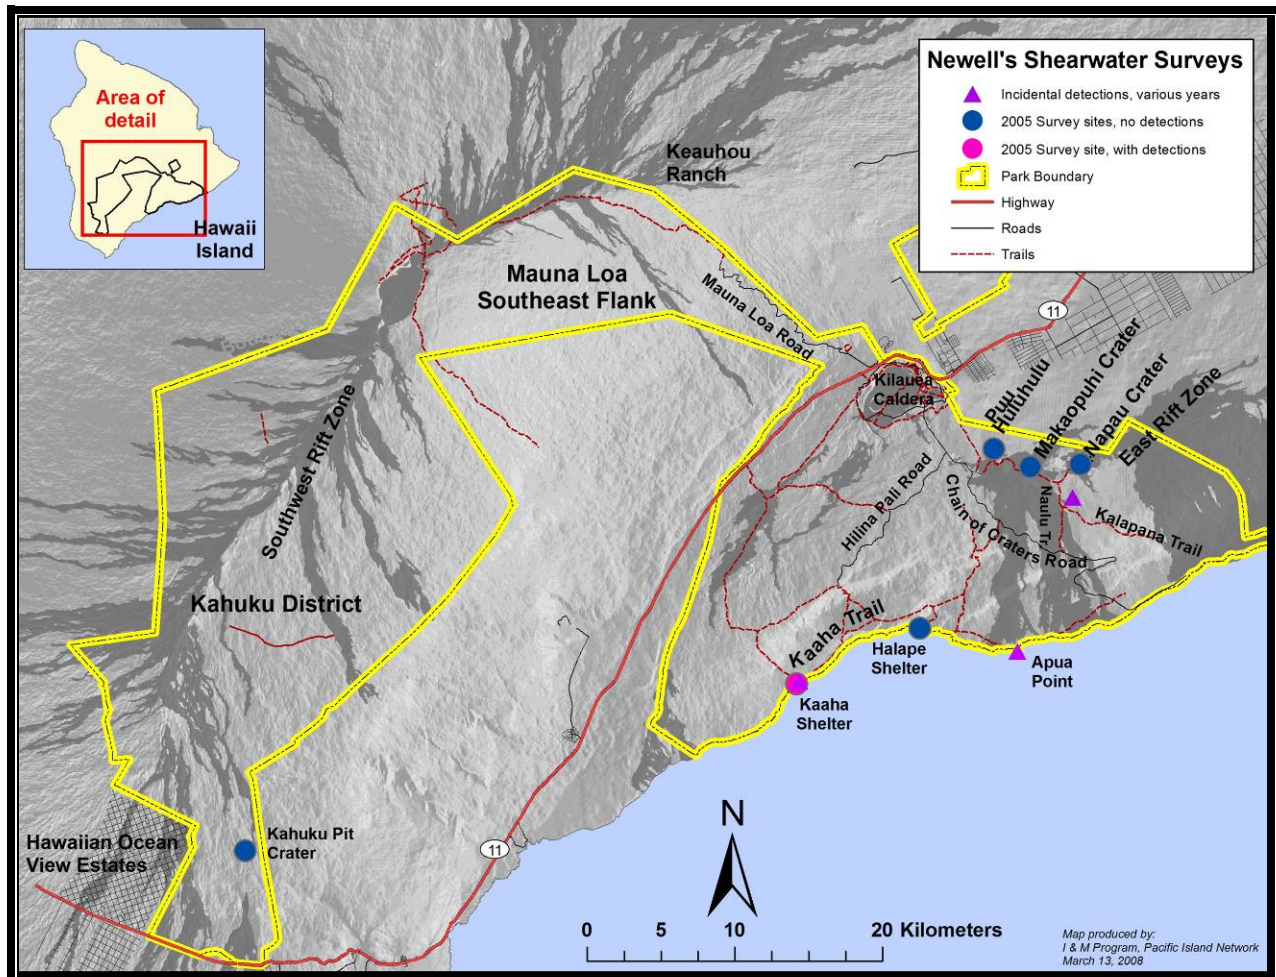 Area of
detail
Hawaii
Island
Newell's Shearwater Surveys
Incidental detections, various years
2005 Survey sites, no detections
2005 Survey site, with detections
Park Boundary
Highway
Roads
Trails
Keauhou
Ranch
Mauna Loa
Southeast Flank
Mauna Loa Road
11
Kilauea
Caldera
Puu
Huluhulu
Makaopuhi Crater
Napau Crater
East Rift Zone
Southwest Rift Zone
Hilina Pali Road
Chain of Craters Road
Naulu Tr.
Kalapana Trail
Kahuku District
Kaaha Trail
Halape
Shelter
Apua
Point
Kaaha
Shelter
Hawaiian Ocean
View Estates
Kahuku Pit
Crater
11
N
0 5 10 20 Kilometers
Map produced by:
I & M Program, Pacific Island Network
March 13, 2008